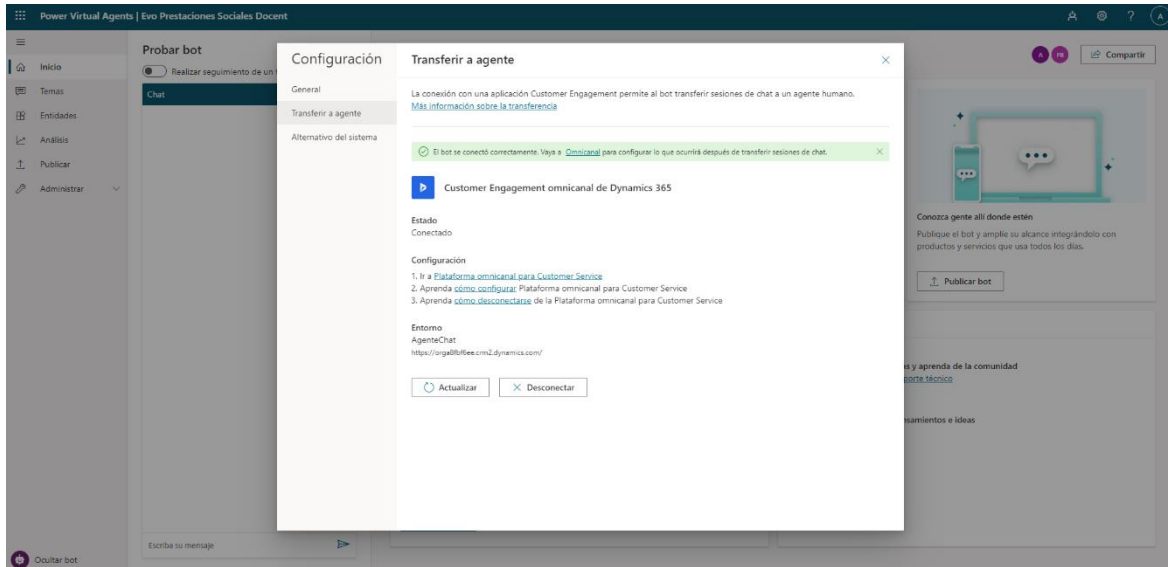 Power Virtual Agents | Evo Prestaciones Sociales Docent
?
A
Inicio
Temas
Entidades
Análisis
Publicar
Administrar
Ocultar bot
Probar bot
Realizar seguimiento de un
Chat
Escriba su mensaje
Configuración
General
Transferir a agente
Alternativo del sistema
Transferir a agente
La conexión con una aplicación Customer Engagement permite al bot transferir sesiones de chat a un agente humano.
Más información sobre la transferencia
El bot se conectó correctamente. Vaya a Omnicanal para configurar lo que ocurrirá después de transferir sesiones de chat.
Customer Engagement omnicanal de Dynamics 365
Estado
Conectado
Configuración
1. Ir a Plataforma omnicanal para Customer Service
2. Aprenda cómo configurar Plataforma omnicanal para Customer Service
3. Aprenda cómo desconectarse de la Plataforma omnicanal para Customer Service
Entorno
AgenteChat
Actualizar
Desconectar
A
Compartir
Conozca gente allí donde estén
Publique el bot y amplíe su alcance integrándolo con
productos y servicios que usa todos los días.
Publicar bot
as y aprenda de la comunidad
porte técnico
nsamientos e ideas